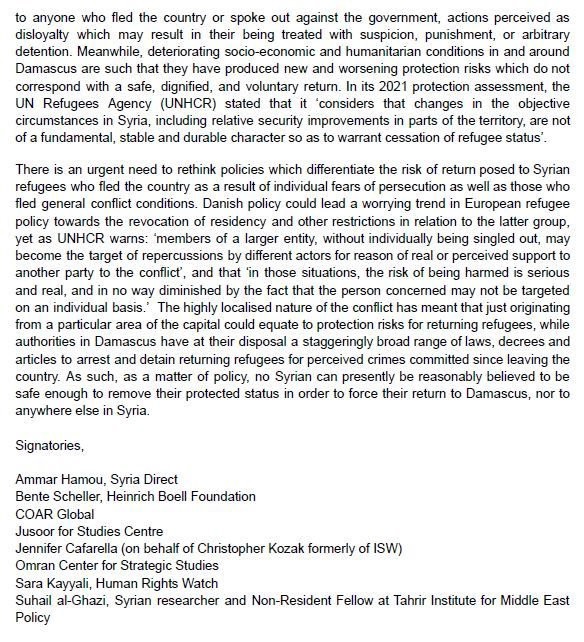 to anyone who fled the country or spoke out against the government, actions perceived as
disloyalty which may result in their being treated with suspicion, punishment, or arbitrary
detention. Meanwhile, deteriorating socio-economic and humanitarian conditions in and around
Damascus are such that they have produced new and worsening protection risks which do not
correspond with a safe, dignified, and voluntary return. In its 2021 protection assessment, the
UN Refugees Agency (UNHCR) stated that it ‘considers that changes in the objective
circumstances in Syria, including relative security improvements in parts of the territory, are not
of a fundamental, stable and durable character so as to warrant cessation of refugee status’.

There is an urgent need to rethink policies which differentiate the risk of return posed to Syrian
refugees who fled the country as a result of individual fears of persecution as well as those who
fled general conflict conditions. Danish policy could lead a worrying trend in European refugee
policy towards the revocation of residency and other restrictions in relation to the latter group,
yet as UNHCR warns: ‘members of a larger entity, without individually being singled out, may
become the target of repercussions by different actors for reason of real or perceived support to
another party to the conflict’, and that ‘in those situations, the risk of being harmed is serious
and real, and in no way diminished by the fact that the person concerned may not be targeted
on an individual basis.’ The highly localised nature of the conflict has meant that just originating
from a particular area of the capital could equate to protection risks for returning refugees, while
authorities in Damascus have at their disposal a staggeringly broad range of laws, decrees and
articles to arrest and detain returning refugees for perceived crimes committed since leaving the
country. As such, as a matter of policy, no Syrian can presently be reasonably believed to be
safe enough to remove their protected status in order to force their return to Damascus, nor to
anywhere else in Syria.

Signatories,

Ammar Hamou, Syria Direct
Bente Scheller, Heinrich Boell Foundation
COAR Global
Jusoor for Studies Centre
Jennifer Cafarella (on behalf of Christopher Kozak formerly of ISW)
Omran Center for Strategic Studies
Sara Kayyali, Human Rights Watch
Suhail al-Ghazi, Syrian researcher and Non-Resident Fellow at Tahrir Institute for Middle East
Policy